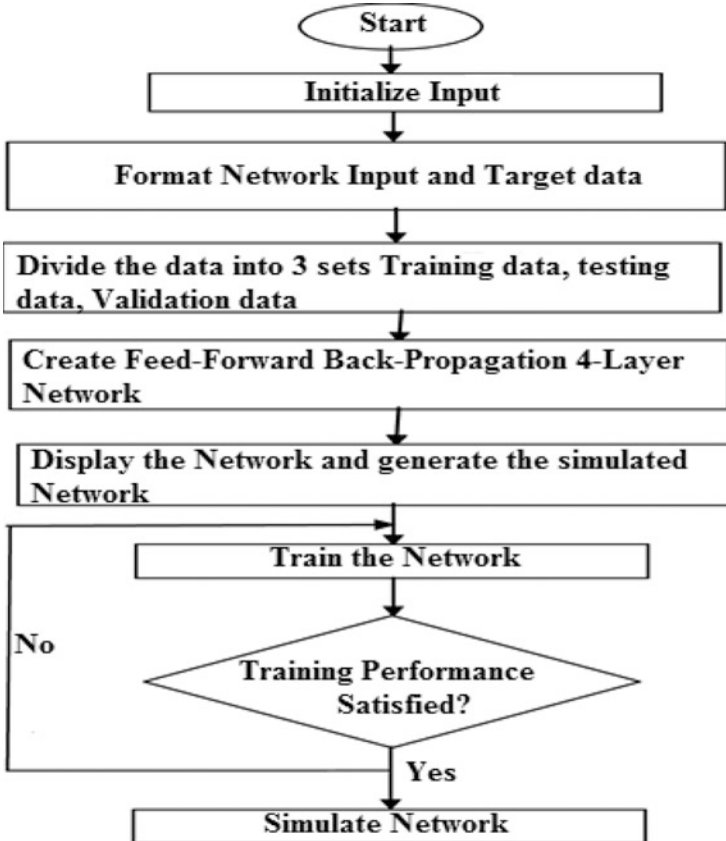 Start
Initialize Input
Format Network Input and Target data
Divide the data into 3 sets Training data, testing
data, Validation data
Create Feed-Forward Back-Propagation 4-Layer
Network
Display the Network and generate the simulated
Network
Train the Network
No
Training Performance
Satisfied?
Yes
Simulate Network